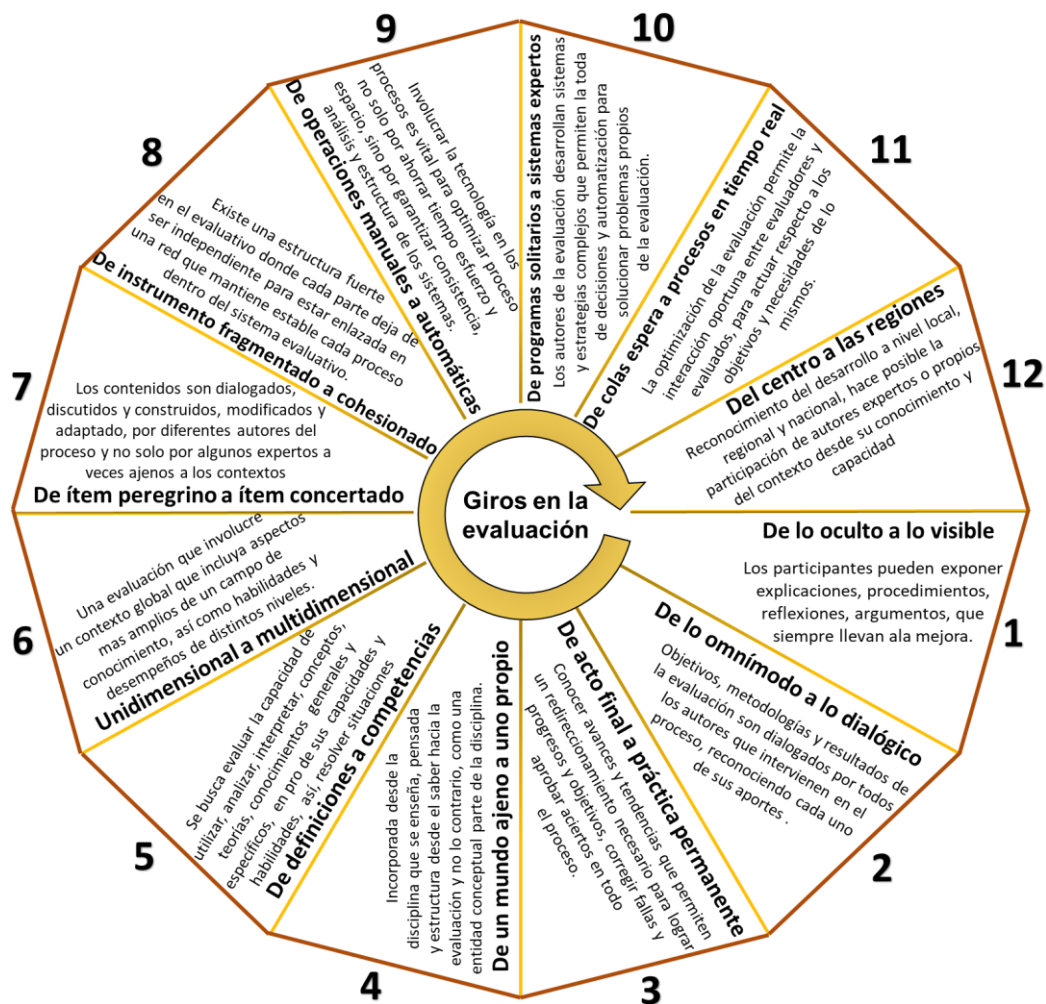 Giros en la
evaluación
1
De lo oculto a lo visible
Los participantes pueden exponer
explicaciones, procedimientos,
reflexiones, argumentos, que
siempre llevan ala mejora.
2
De lo omnímodo a lo dialógico
Objetivos, metodologías y resultados de
la evaluación son dialogados por todos
los autores que intervienen en el
proceso, reconociendo cada uno
de sus aportes .
3
De acto final a práctica permanente
Conocer avances y tendencias que permiten
un redireccionamiento necesario para lograr
progresos y objetivos, corregir fallas y
aprobar aciertos en todo
el proceso.
4
De un mundo ajeno a uno propio
Incorporada desde la
disciplina que se enseña, pensada
y estructura desde el saber hacia la
evaluación y no lo contrario, como una
entidad conceptual parte de la disciplina.
5
De definiciones a competencias
Se busca evaluar la capacidad de
utilizar, analizar, interpretar, conceptos,
teorías, conocimientos generales y
específicos, en pro de sus capacidades y
habilidades, así, resolver situaciones
6
Unidimensional a multidimensional
Una evaluación que involucre
un contexto global que incluya aspectos
mas amplios de un campo de
conocimiento, así como habilidades y
desempeños de distintos niveles.
7
Los contenidos son dialogados,
discutidos y construidos, modificados y
adaptado, por diferentes autores del
proceso y no solo por algunos expertos a
veces ajenos a los contextos
De ítem peregrino a ítem concertado
8
Existe una estructura fuerte
en el evaluativo donde cada parte deja de
ser independiente para estar enlazada en
una red que mantiene estable cada proceso
dentro del sistema evaluativo.
De instrumento fragmentado a cohesionado
9
Involucrar la tecnología en los
procesos es vital para optimizar proceso
no solo por ahorrar tiempo esfuerzo y
espacio, sino por garantizar consistencia,
análisis y estructura de los sistemas.
De operaciones manuales a automáticas
10
De programas solitarios a sistemas expertos
Los autores de la evaluación desarrollan sistemas
y estrategias complejos que permiten la toda
de decisiones y automatización para
solucionar problemas propios
de la evaluación.
11
De colas espera a procesos en tiempo real
La optimización de la evaluación permite la
interacción oportuna entre evaluadores y
evaluados, para actuar respecto a los
objetivos y necesidades de lo
mismos.
12
Del centro a las regiones
Reconocimiento del desarrollo a nivel local,
regional y nacional, hace posible la
participación de autores expertos o propios
del contexto desde su conocimiento y
capacidad